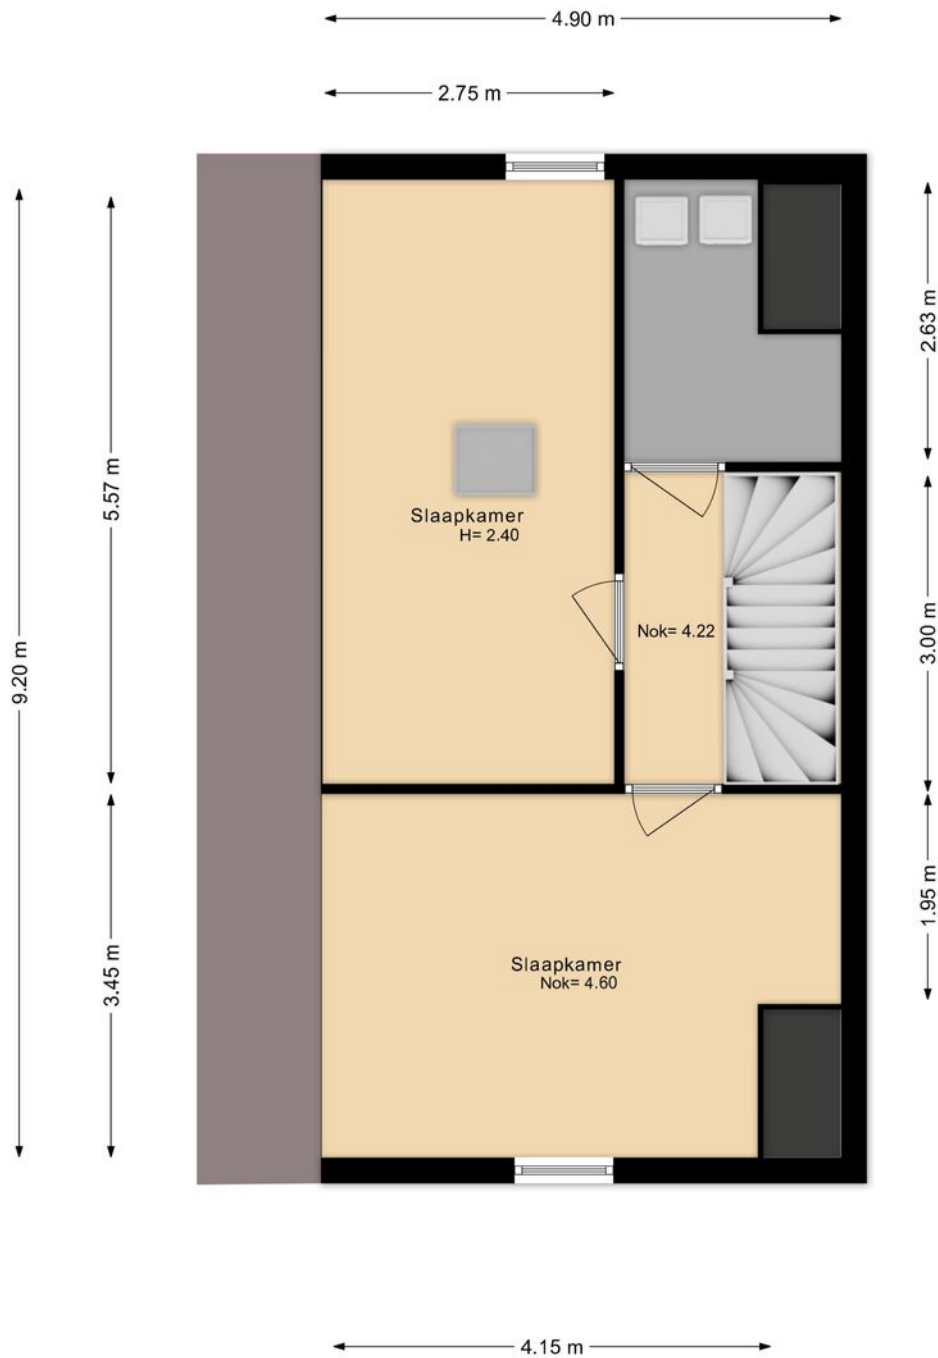 4.90 m
2.75 m
2.63 m
5.57 m
Slaapkamer
H= 2.40
Nok= 4.22
3.00 m
9.20 m
1.95 m
3.45 m
Slaapkamer
Nok= 4.60
4.15 m